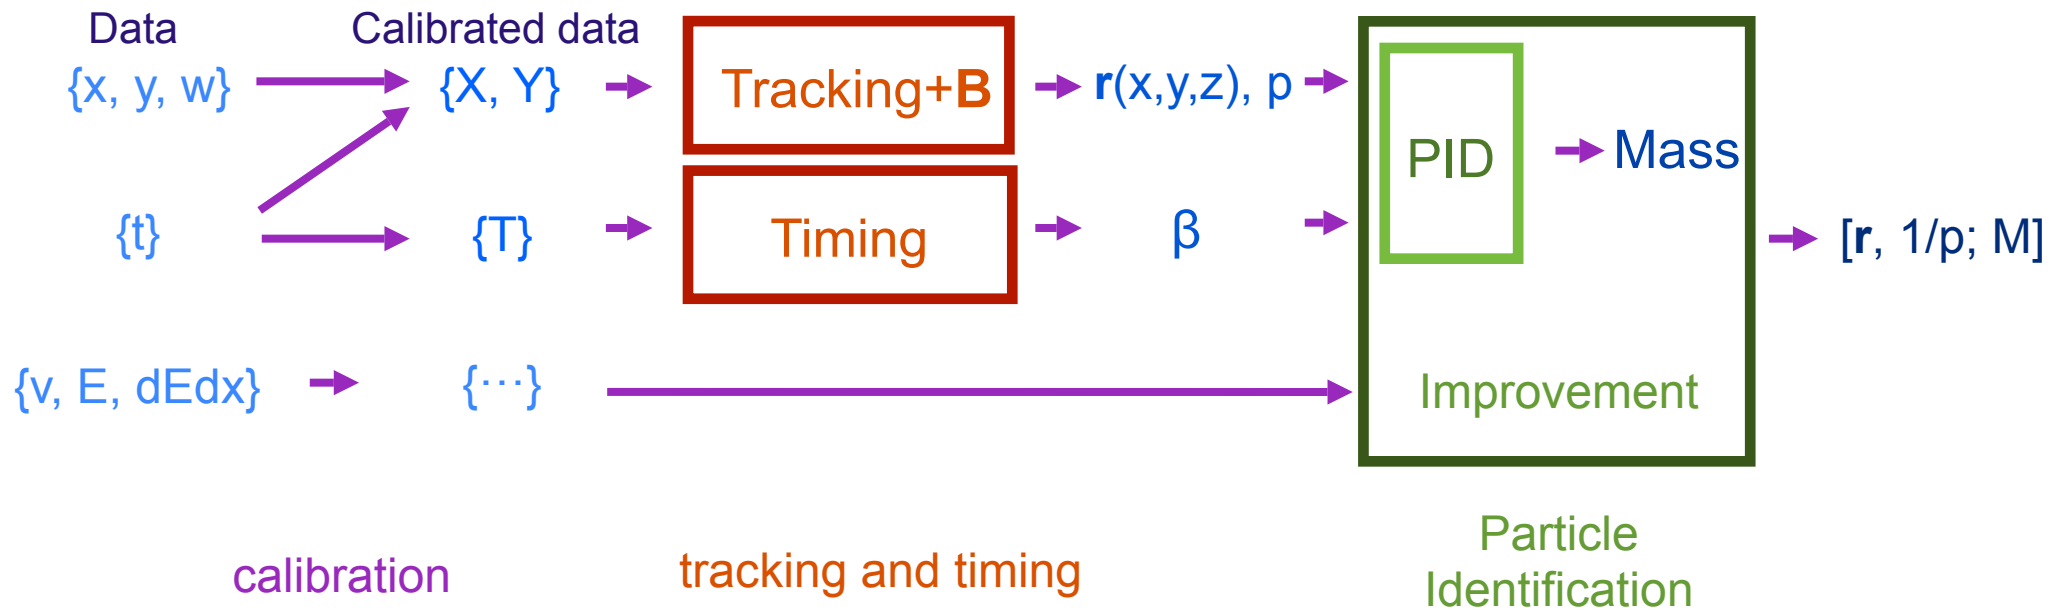 Data
Calibrated data
{x, y, w}
{X, Y}
Tracking+B
r(x,y,z), p
PID
Mass
{t}
{T}
Timing
β
[r, 1/p; M]
{v, E, dEdx}
{⋯}
Improvement
calibration
tracking and timing
Particle
Identification